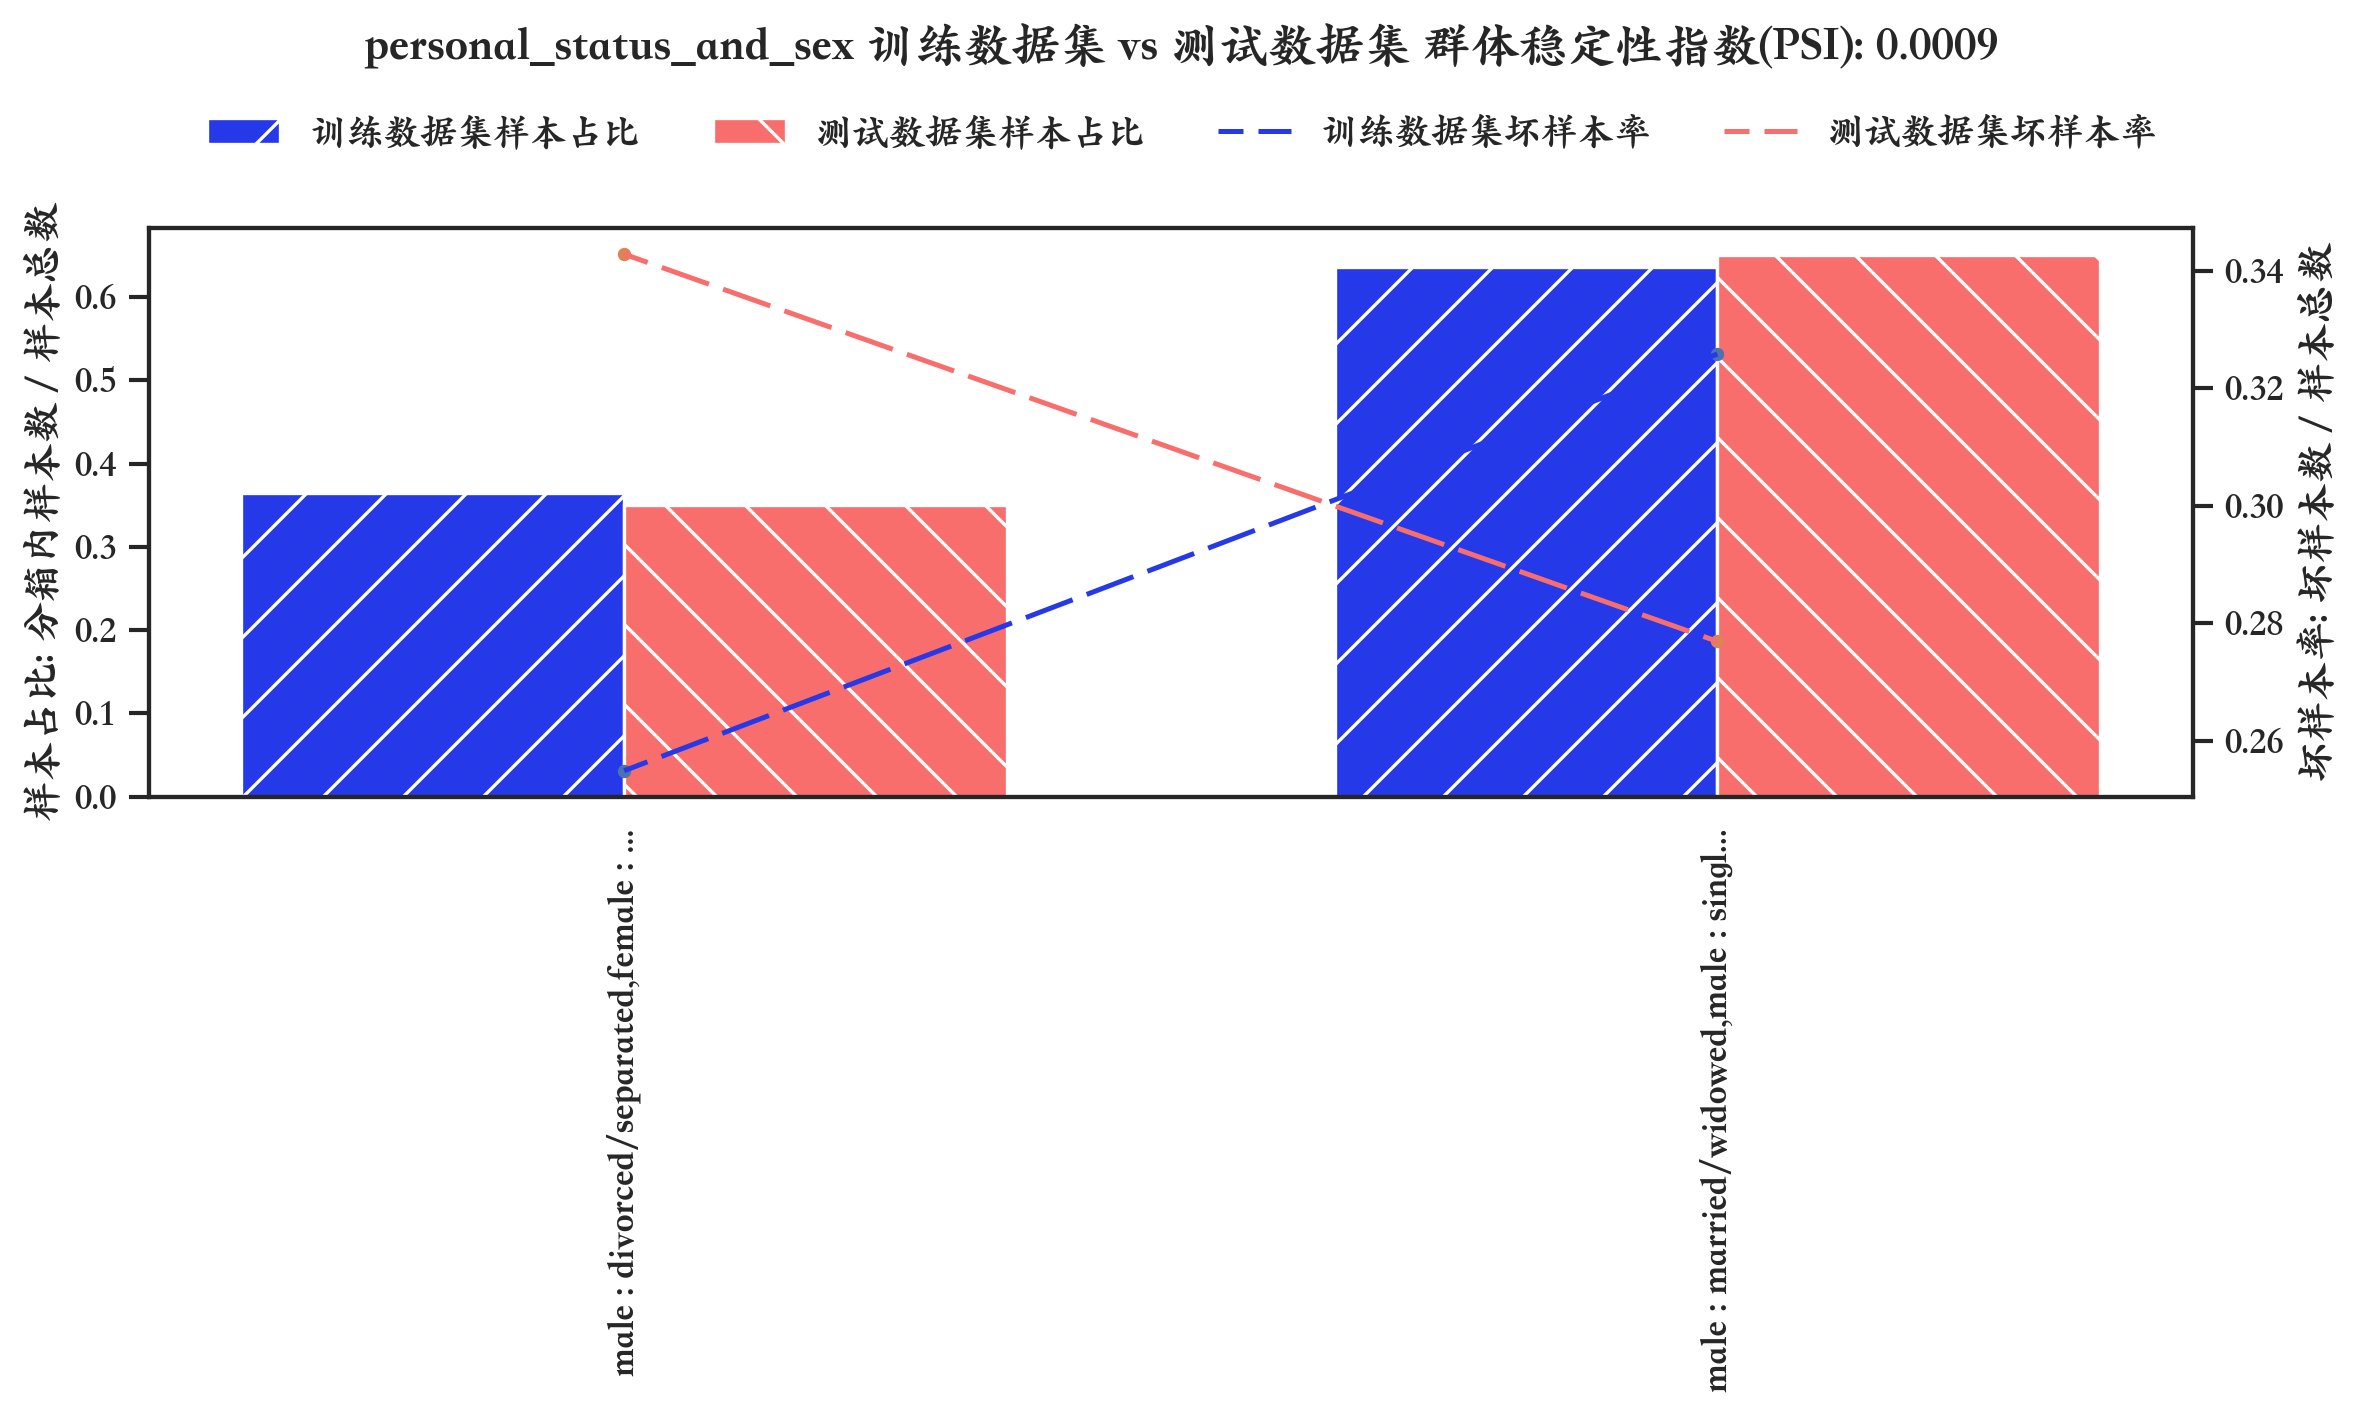 personal_status_and_sex 训练数据集 vs 测试数据集 群体稳定性指数(PSI): 0.0009
训练数据集样本占比
测试数据集样本占比
训练数据集坏样本率
测试数据集坏样本率
样本占比: 分箱内样本数 / 样本总数
0.6
0.5
0.4
0.3
0.2
0.1
0.0
0.34
0.32
0.30
0.28
0.26
坏样本率: 坏样本数 / 样本总数
male : divorced/separated,female : ...
male : married/widowed,male : singl...